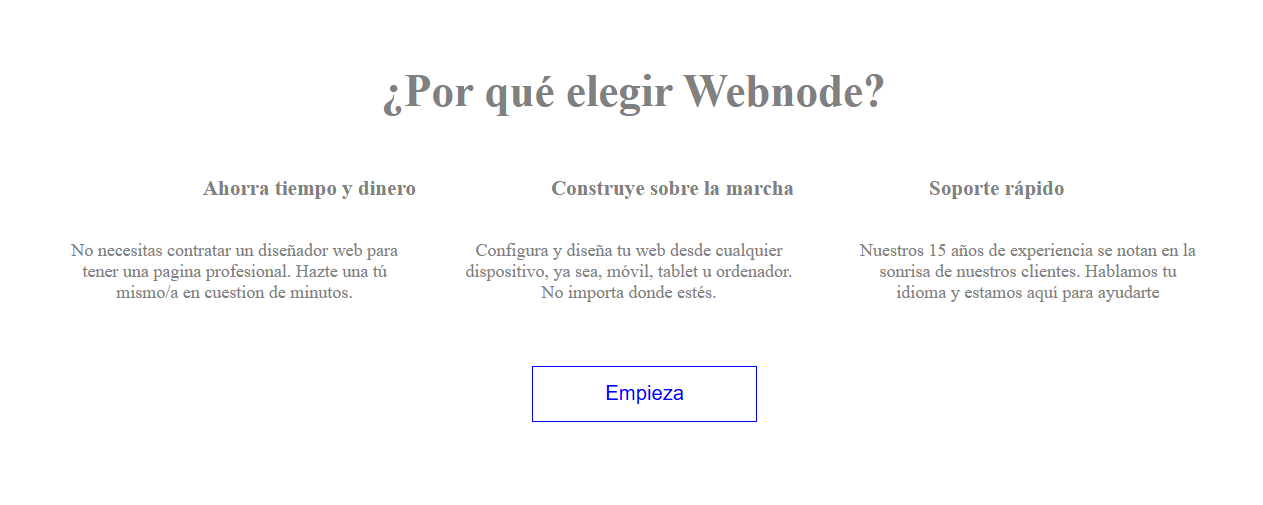 ¿Por qué elegir Webnode?
Ahorra tiempo y dinero
Construye sobre la marcha
Soporte rápido
No necesitas contratar un diseñador web para
tener una pagina profesional. Hazte una tú
mismo/a en cuestion de minutos.
Configura y diseña tu web desde cualquier
dispositivo, ya sea, móvil, tablet u ordenador.
No importa donde estés.
Nuestros 15 años de experiencia se notan en la
sonrisa de nuestros clientes. Hablamos tu
idioma y estamos aquí para ayudarte
Empieza